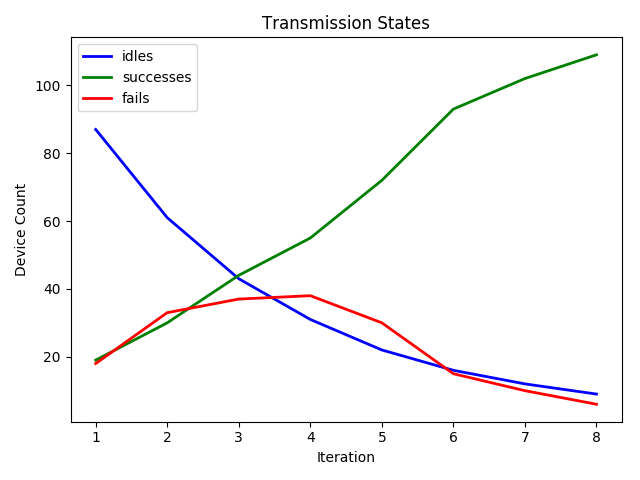 Transmission States
idles
successes
fails
Device Count
100
80
60
40
20
1 2 3 4 5 6 7 8
Iteration